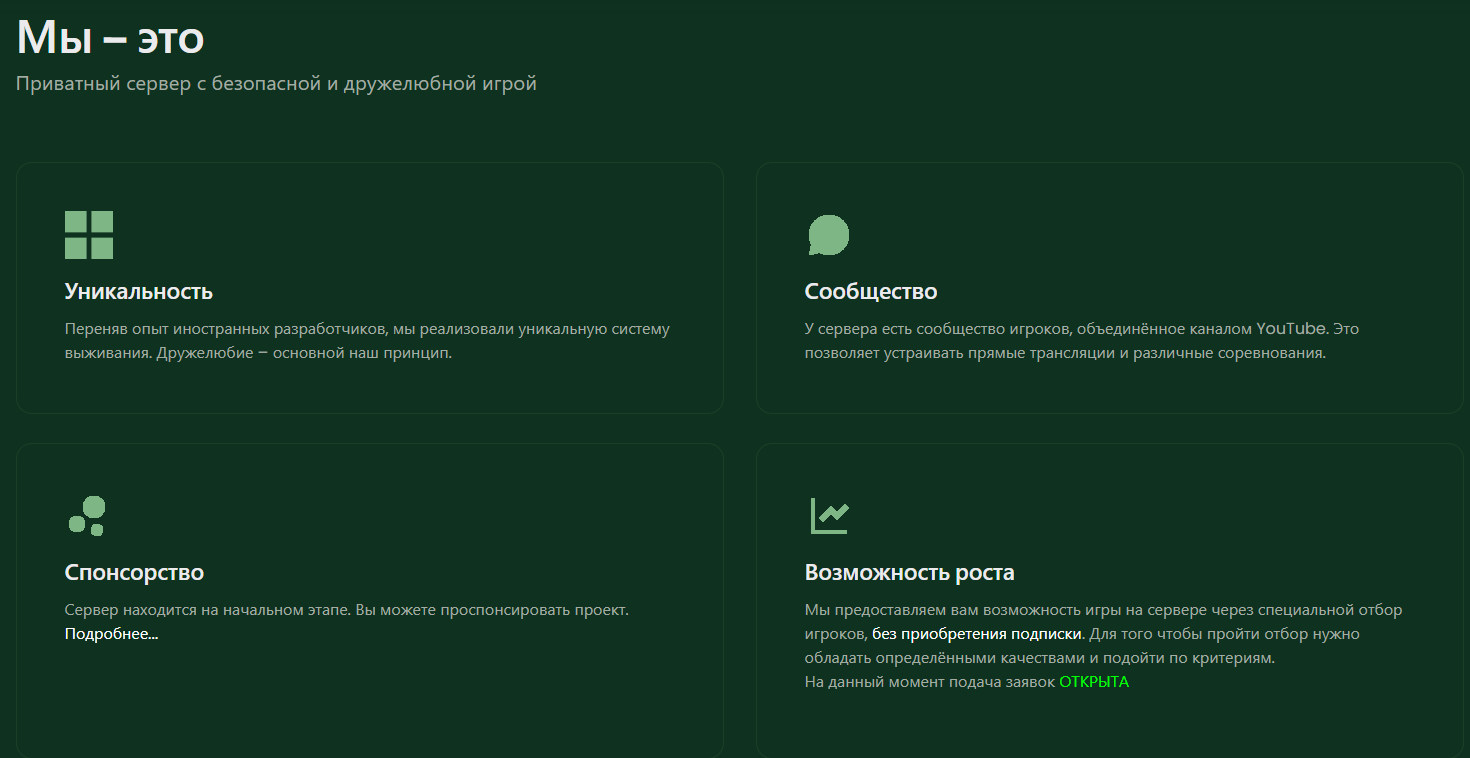 Мы – это
Приватный сервер с безопасной и дружелюбной игрой
Уникальность
Переняв опыт иностранных разработчиков, мы реализовали уникальную систему
выживания. Дружелюбие – основной наш принцип.
Сообщество
У сервера есть сообщество игроков, объединённое каналом YouTube. Это
позволяет устраивать прямые трансляции и различные соревнования.
Спонсорство
Сервер находится на начальном этапе. Вы можете проспонсировать проект.
Подробнее...
Возможность роста
Мы предоставляем вам возможность игры на сервере через специальной отбор
игроков, без приобретения подписки. Для того чтобы пройти отбор нужно
обладать определёнными качествами и подойти по критериям.
На данный момент подача заявок ОТКРЫТА